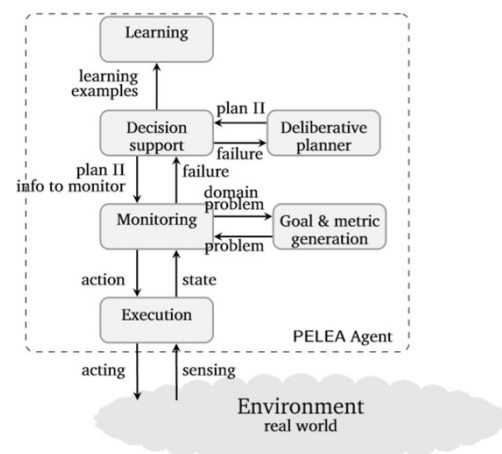 Learning
learning
examples
plan II
Decision
support
Deliberative
planner
failure
plan II
info to monitor
failure
domain
problem
Monitoring
Goal & metric
generation
problem
action
state
Execution
PELEA Agent
acting
sensing
Environment
real world